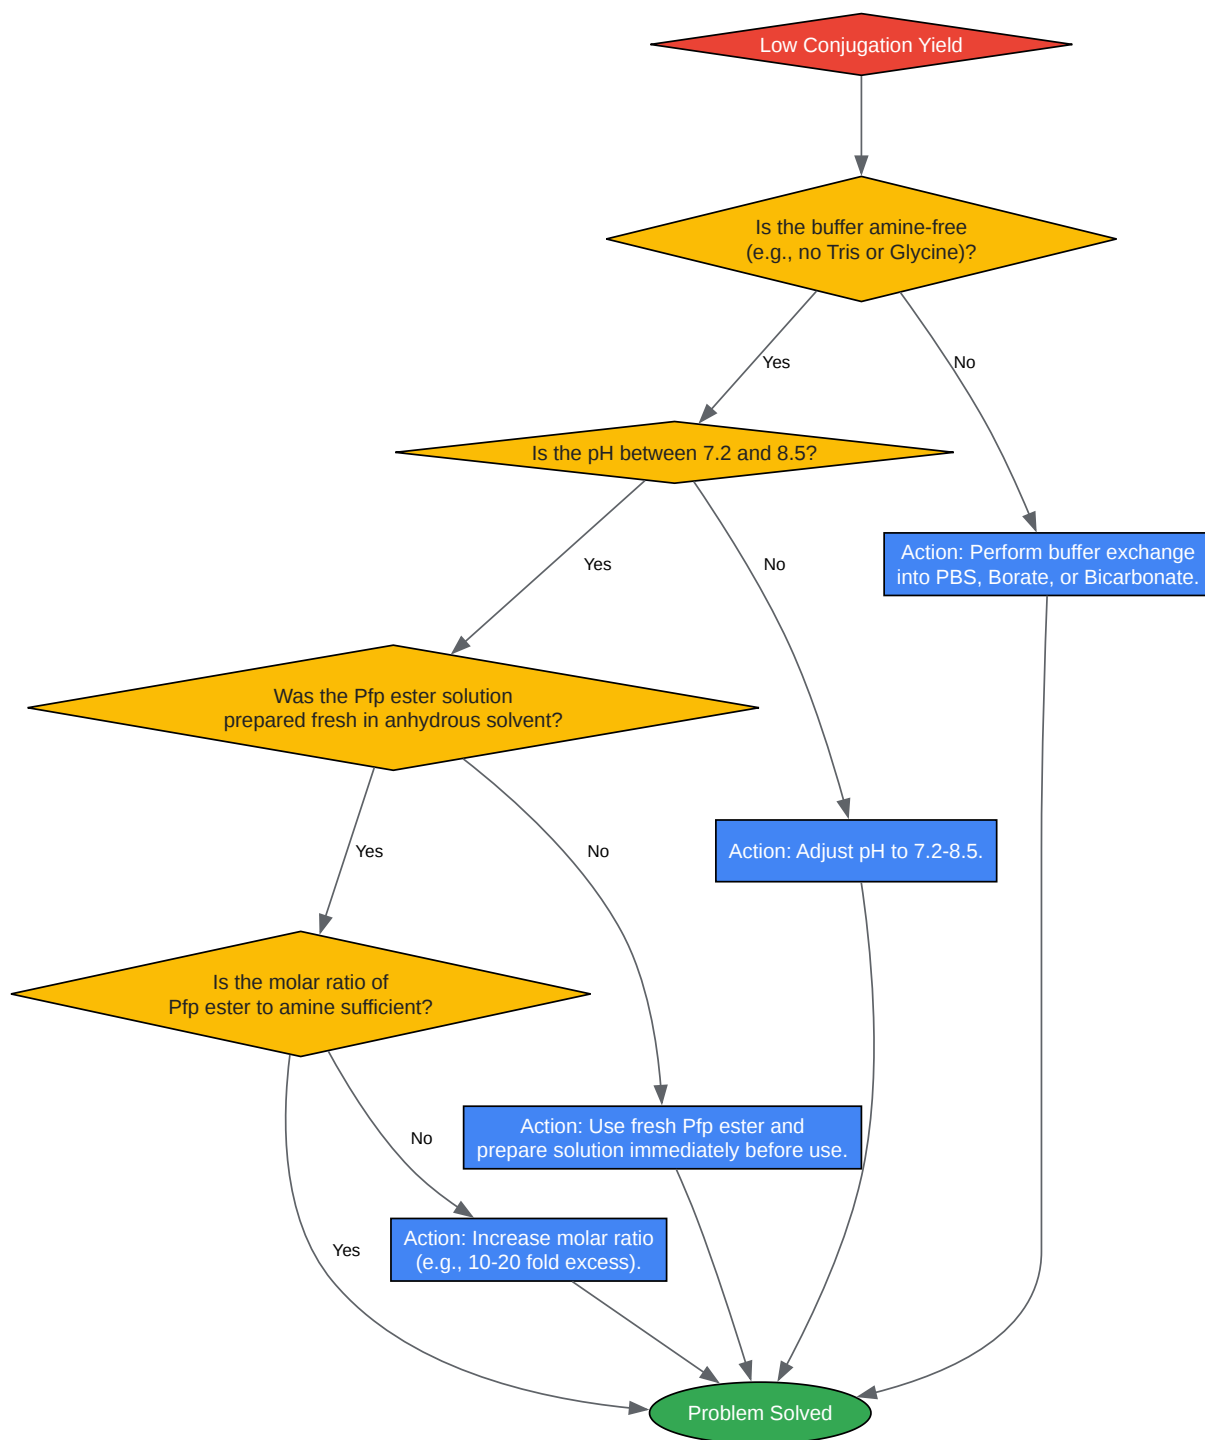 Low Conjugation Yield
Is the buffer amine-free
(e.g., no Tris or Glycine)?
Yes
No
Is the pH between 7.2 and 8.5?
Action: Perform buffer exchange
into PBS, Borate, or Bicarbonate.
Yes
No
Was the Pfp ester solution
prepared fresh in anhydrous solvent?
Yes
No
Action: Adjust pH to 7.2-8.5.
Is the molar ratio of
Pfp ester to amine sufficient?
No
Action: Use fresh Pfp ester and
prepare solution immediately before use.
Yes
Action: Increase molar ratio
(e.g., 10-20 fold excess).
Problem Solved